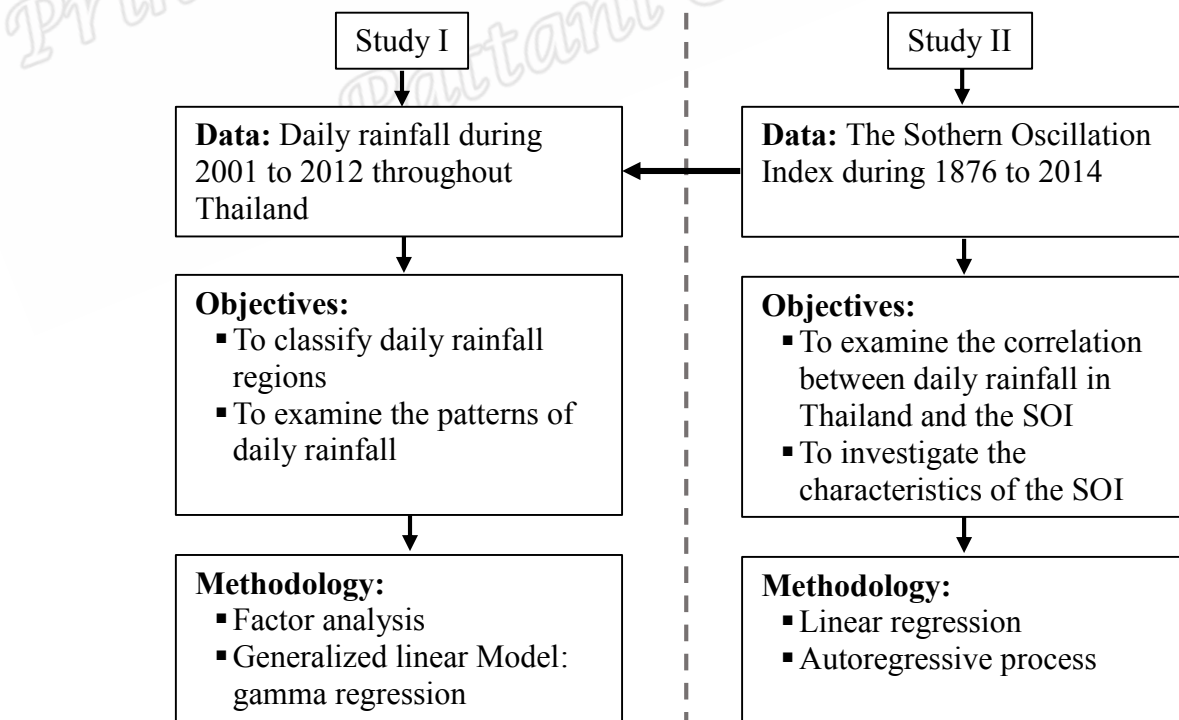 Pattani
Study I
Data: Daily rainfall during
2001 to 2012 throughout
Thailand
Objectives:
▪ To classify daily rainfall
regions
▪ To examine the patterns of
daily rainfall
Methodology:
▪ Factor analysis
▪ Generalized linear Model:
gamma regression
Study II
Data: The Sothern Oscillation
Index during 1876 to 2014
Objectives:
▪ To examine the correlation
between daily rainfall in
Thailand and the SOI
▪ To investigate the
characteristics of the SOI
Methodology:
▪ Linear regression
▪ Autoregressive process